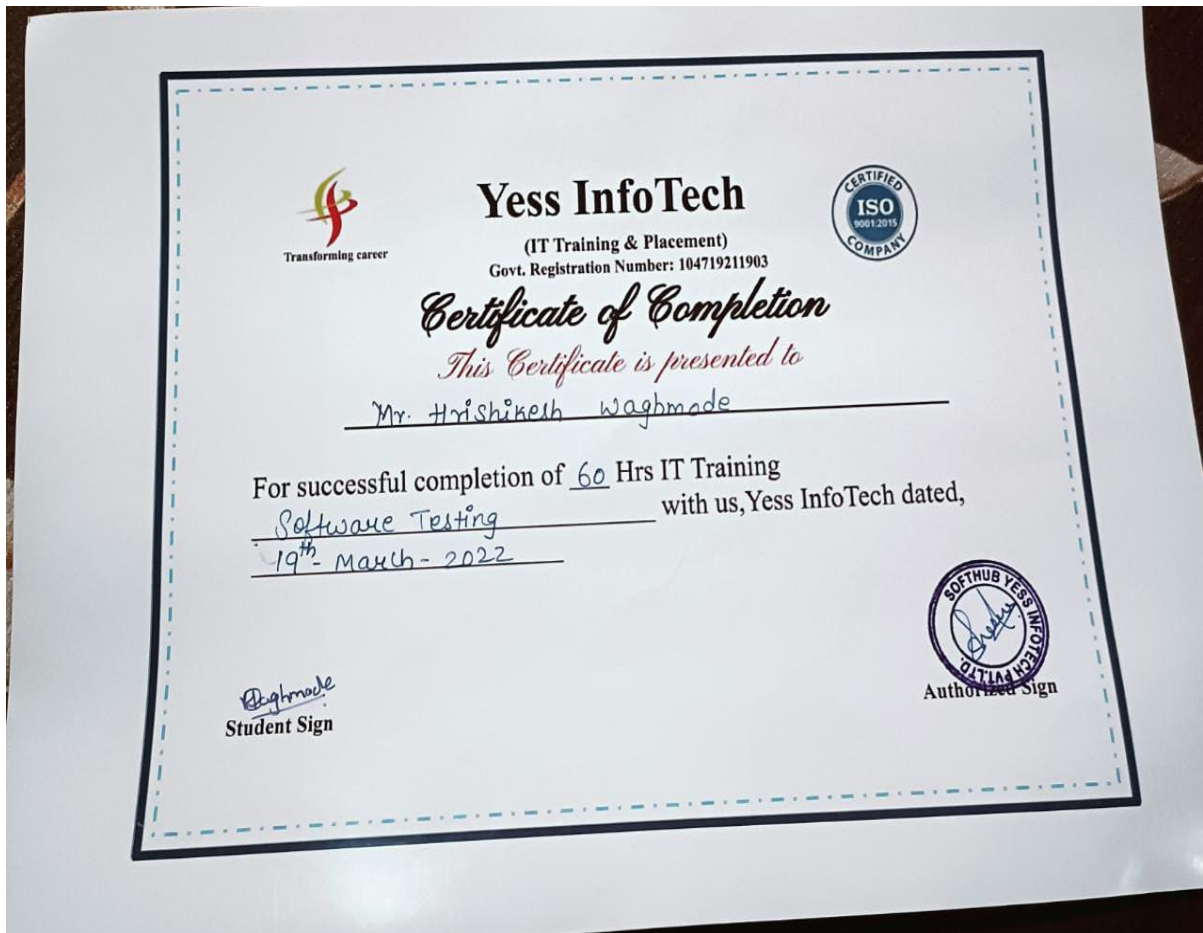 Yess InfoTech
(IT Training & Placement)
Govt. Registration Number: 104719211903
Transforming career
CERTIFIED
ISO
9001:2015
COMPANY
Certificate of Completion
This Certificate is presented to
Mr. Hrishikesh Waghmode
For successful completion of 60 Hrs IT Training
Software Testing with us,Yess InfoTech dated,
19th - March - 2022
Waghmode
Student Sign
SOFTHUB YESS INFOTECH PVT.LTD.
Authorized Sign